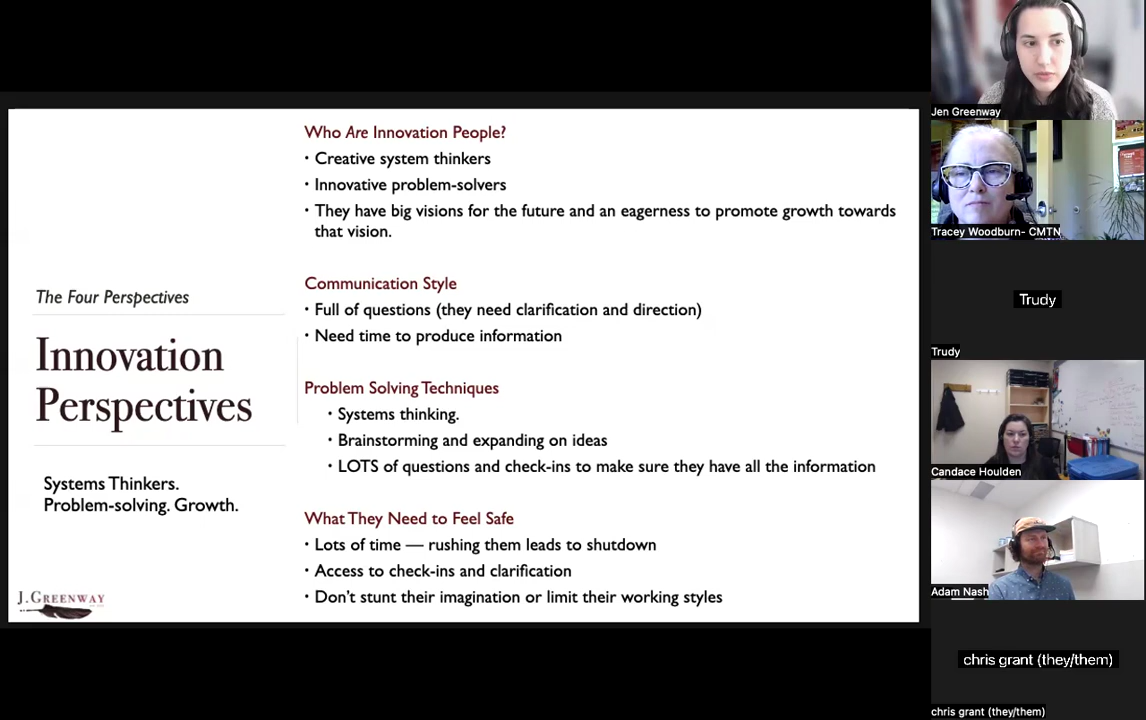 The Four Perspectives
Innovation
Perspectives
Systems Thinkers.
Problem-solving. Growth.
J.GREENWAY
Who Are Innovation People?
• Creative system thinkers
• Innovative problem-solvers
• They have big visions for the future and an eagerness to promote growth towards
that vision.
Communication Style
• Full of questions (they need clarification and direction)
• Need time to produce information
Problem Solving Techniques
• Systems thinking.
• Brainstorming and expanding on ideas
• LOTS of questions and check-ins to make sure they have all the information
What They Need to Feel Safe
• Lots of time — rushing them leads to shutdown
• Access to check-ins and clarification
• Don't stunt their imagination or limit their working styles
Jen Greenway
Tracey Woodburn- CMTN
Trudy
Trudy
Candace Houlden
Adam Nash
chris grant (they/them)
chris grant (they/them)